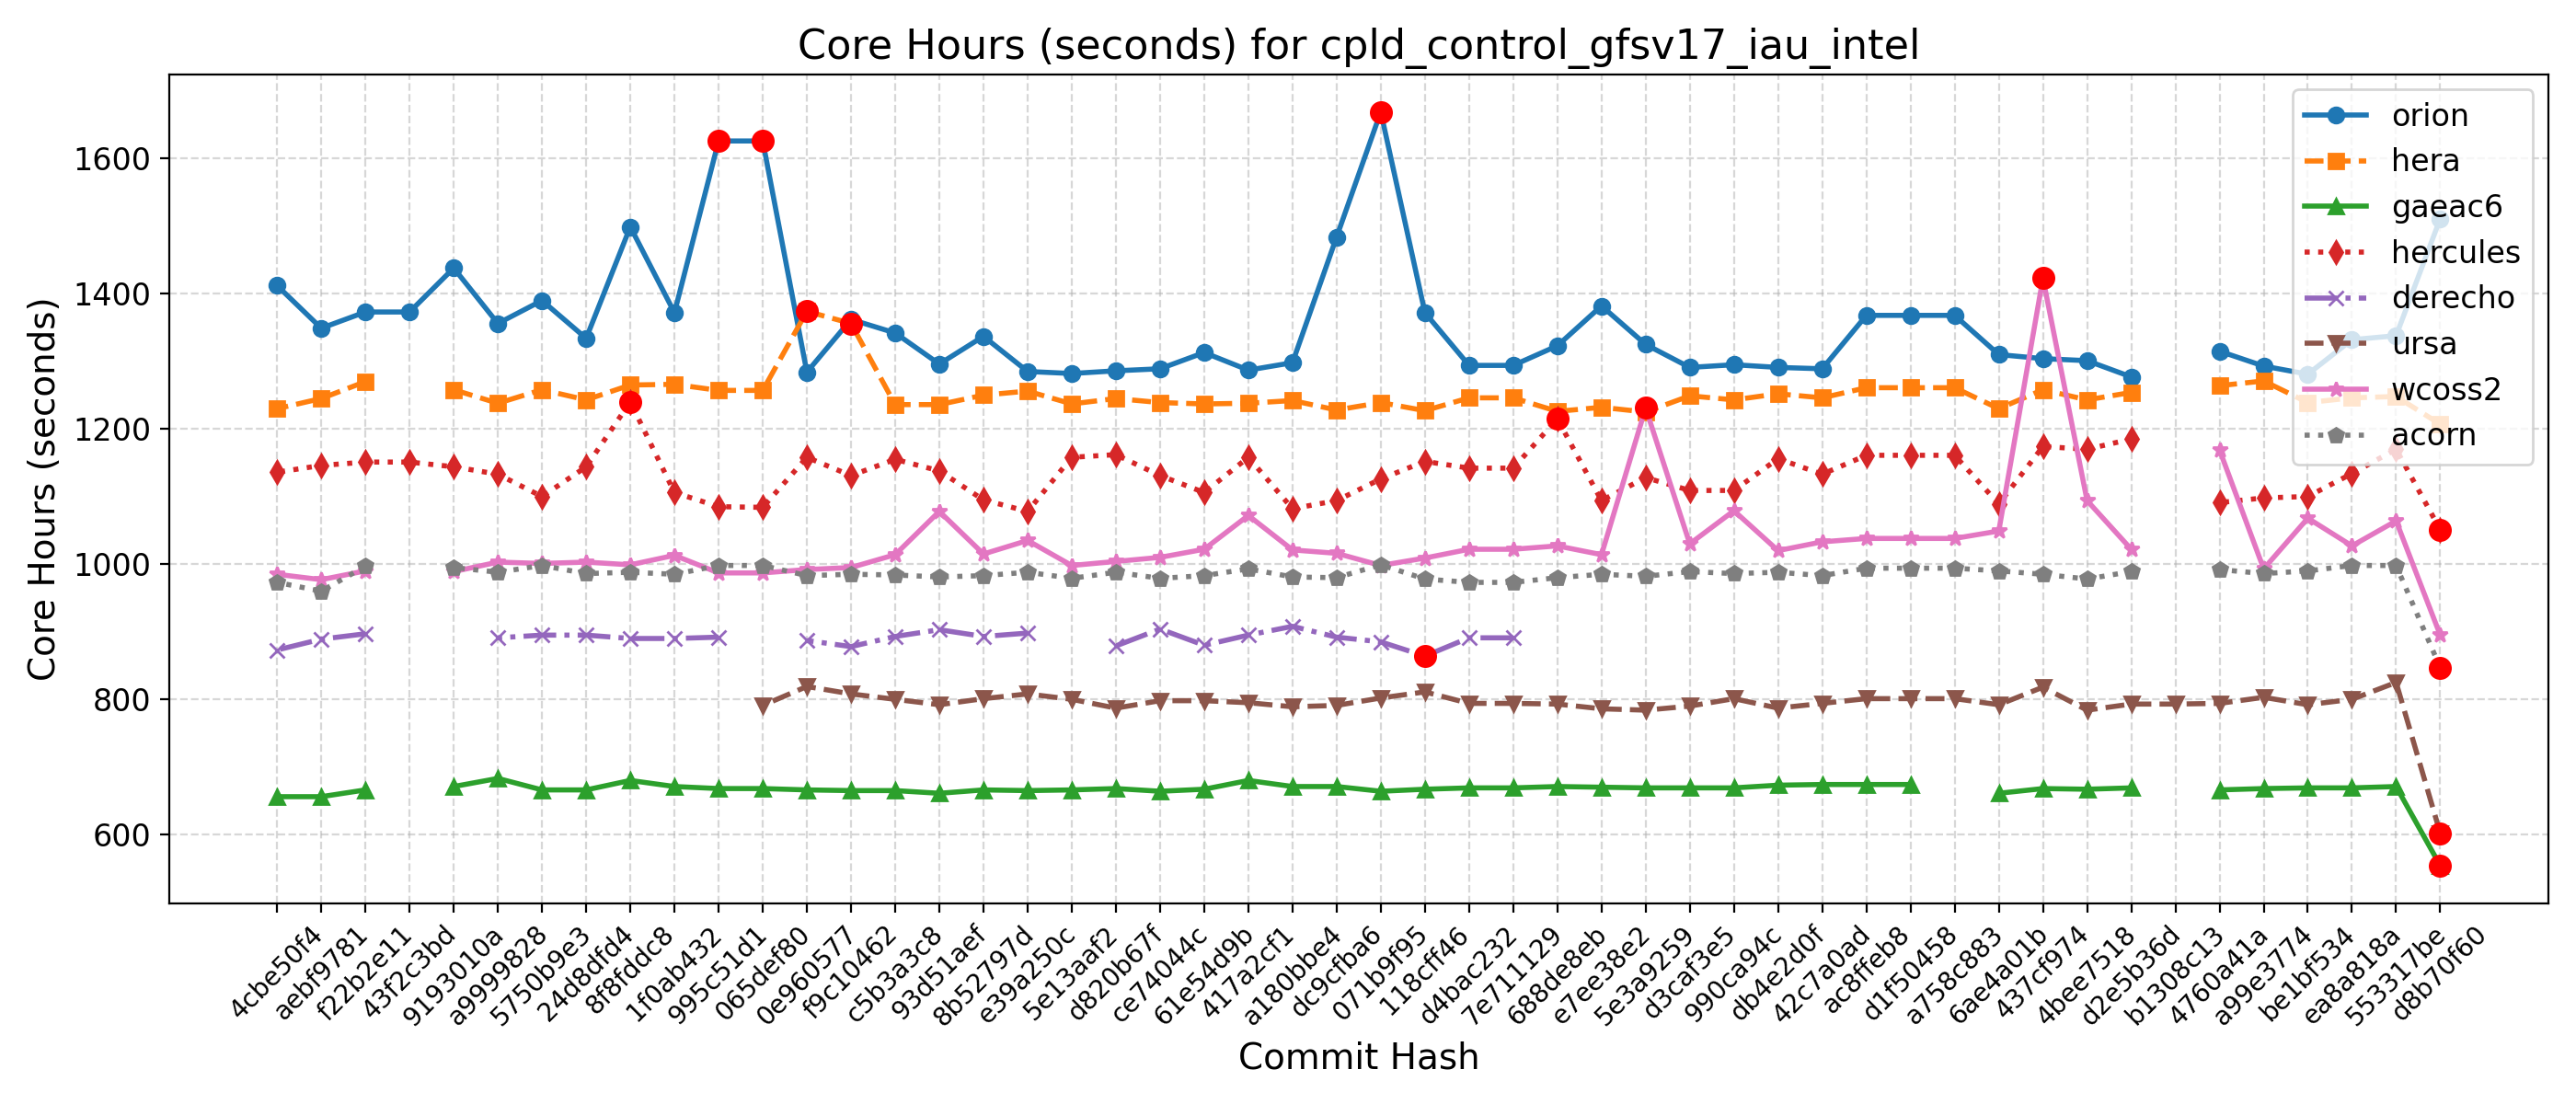 Core Hours (seconds) for cpld_control_gfsv17_iau_intel
Core Hours (seconds)
1600
1400
1200
1000
800
600
orion
hera
gaeac6
hercules
derecho
ursa
wcoss2
acorn
4cbe50f4
aebf9781
f22b2e11
43f2c3bd
9193010a
a9999828
5750b9e3
24d8dfd4
8f8fddc8
1f0ab432
995c51d1
065def80
0e960577
f9c10462
c5b3a3c8
93d51aef
8b52797d
e39a250c
5e13aaf2
d820b67f
ce74044c
61e54d9b
417a2cf1
a180bbe4
dc9cfba6
071b9f95
118cff46
d4bac232
7e711129
688de8eb
e7ee38e2
5e3a9259
d3caf3e5
990ca94c
db4e2d0f
42c7a0ad
ac8ffeb8
d1f50458
a758c883
6ae4a01b
437cf974
4bee7518
d2e5b36d
b1308c13
4760a41a
a99e3774
be1bf534
ea8a818a
553317be
d8b70f60
Commit Hash